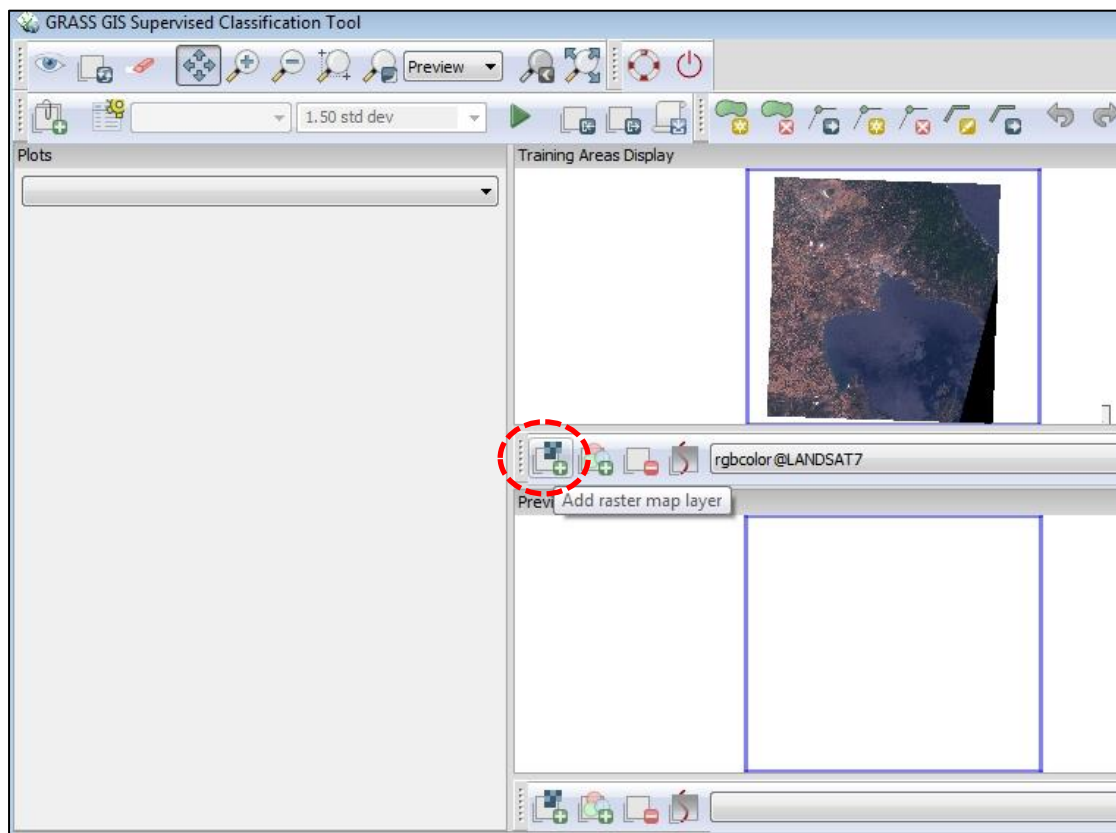 GRASS GIS Supervised Classification Tool
Preview
1.50 std dev
Plots
Training Areas Display
rgbcolor@LANDSAT7
Add raster map layer